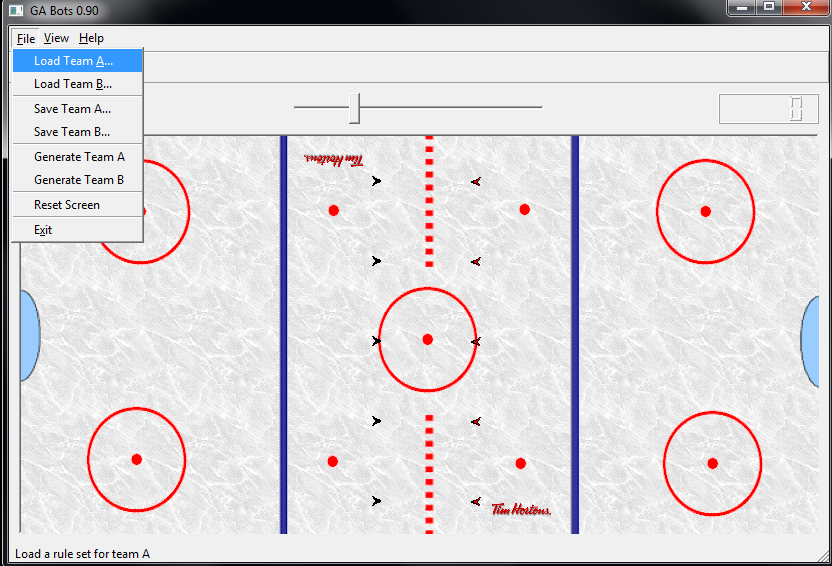 GA Bots 0.90
File View Help
Load Team A...
Load Team B...
Save Team A...
Save Team B...
Generate Team A
Generate Team B
Reset Screen
Exit
0
Tim Hortons.
Tim Hortons.
Load a rule set for team A